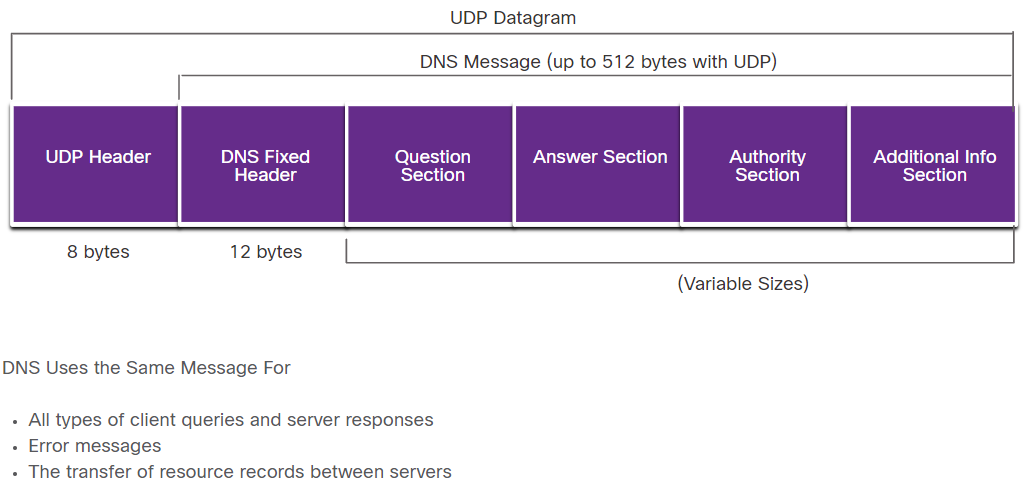 UDP Datagram
DNS Message (up to 512 bytes with UDP)
UDP Header
DNS Fixed
Header
Question
Section
Answer Section
Authority
Section
Additional Info
Section
8 bytes
12 bytes
(Variable Sizes)
DNS Uses the Same Message For
• All types of client queries and server responses
• Error messages
• The transfer of resource records between servers